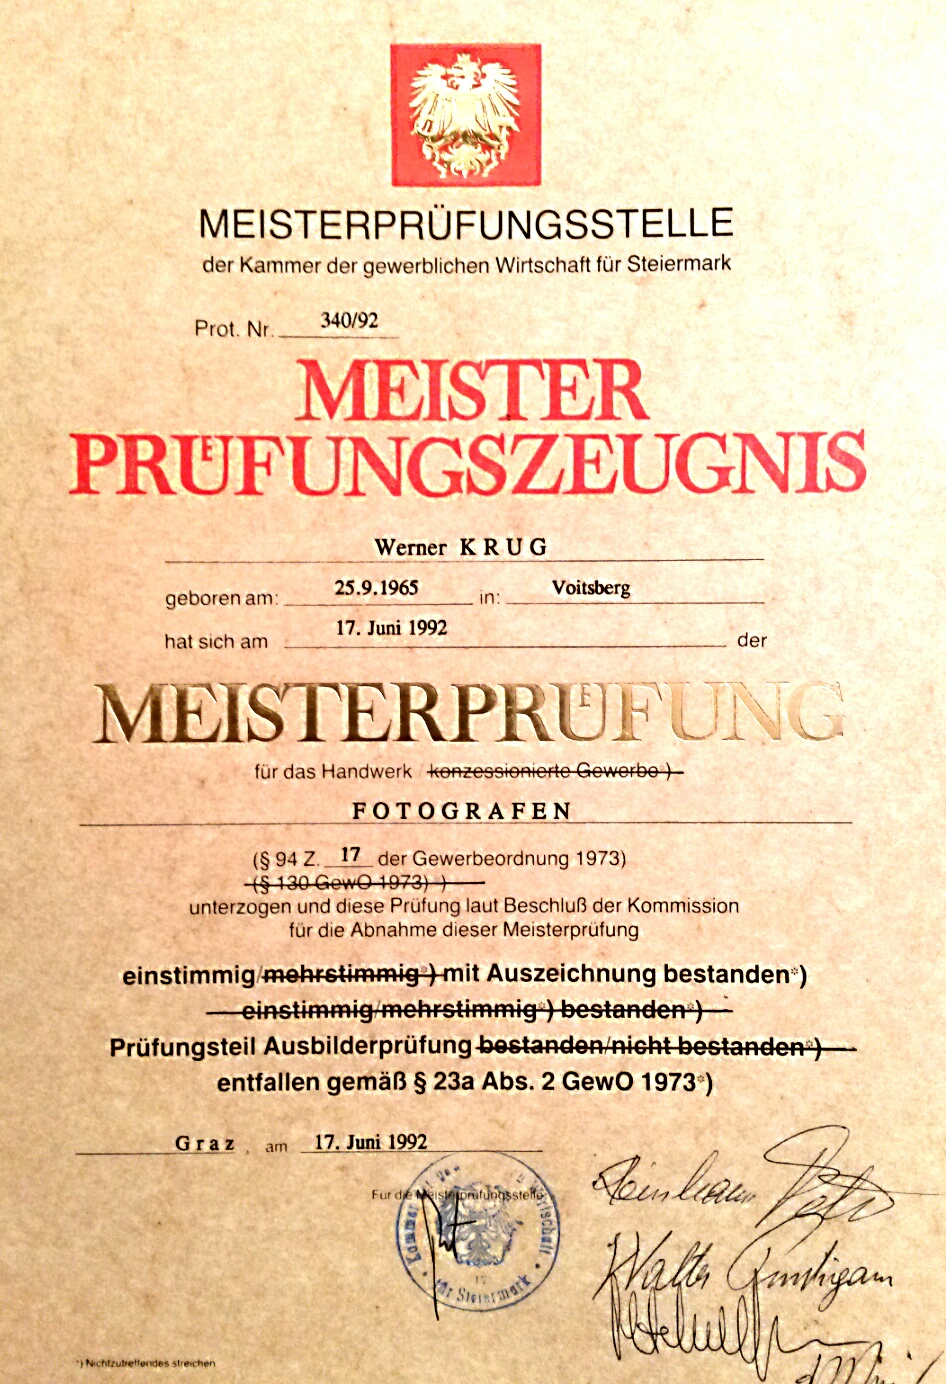 MEISTERPRÜFUNGSSTELLE
der Kammer der gewerblichen Wirtschaft für Steiermark
Prot. Nr. 340/92
MEISTER
PRÜFUNGSZEUGNIS
Werner KRUG
geboren am: 25.9.1965 in: Voitsberg
hat sich am 17. Juni 1992 der
MEISTERPRÜFUNG
für das Handwerk / konzessionierte Gewerbe*)
FOTOGRAFEN
(§ 94 Z. 17 der Gewerbeordnung 1973)
(§ 130 GewO 1973) *)
unterzogen und diese Prüfung laut Beschluß der Kommission
für die Abnahme dieser Meisterprüfung
einstimmig/mehrstimmig*) mit Auszeichnung bestanden*)
einstimmig/mehrstimmig*) bestanden*)
Prüfungsteil Ausbilderprüfung bestanden/nicht bestanden*)
entfallen gemäß § 23a Abs. 2 GewO 1973*)
Graz, am 17. Juni 1992
Für die Meisterprüfungsstelle
Kammer der Wirtschaft
für Steiermark
Walter
*) Nichtzutreffendes streichen